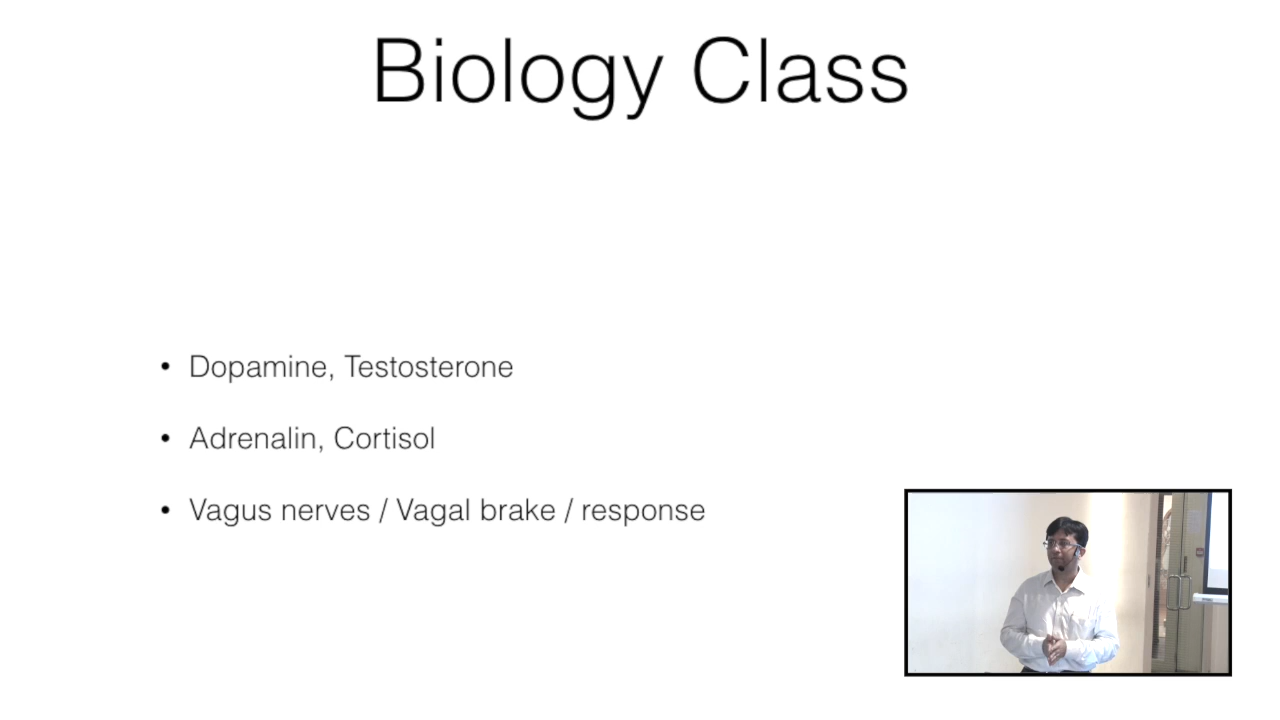 Biology Class
• Dopamine, Testosterone
• Adrenalin, Cortisol
• Vagus nerves / Vagal brake / response